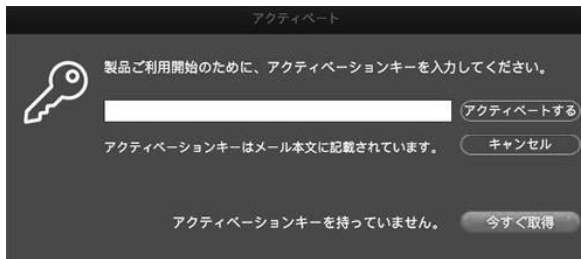 アクティベート
製品ご利用開始のために、アクティベーションキーを入力してください。
アクティベートする
アクティベーションキーはメール本文に記載されています。
キャンセル
アクティベーションキーを持っていません。
今すぐ取得